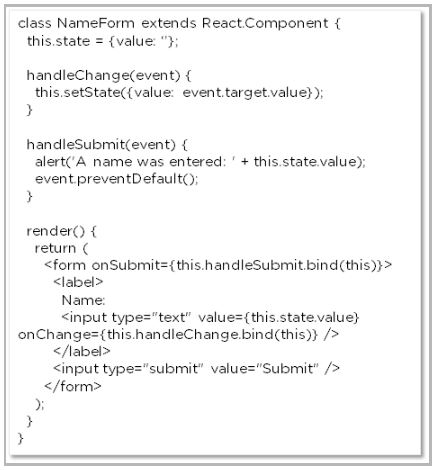 class NameForm extends React.Component {
this.state = {value: ''};
handleChange(event) {
this.setState({value: event.target.value});
}
handleSubmit(event) {
alert('A name was entered: ' + this.state.value);
event.preventDefault();
}
render() {
return (
<form onSubmit={this.handleSubmit.bind(this)}>
<label>
Name:
<input type="text" value={this.state.value}
onChange={this.handleChange.bind(this)} />
</label>
<input type="submit" value="Submit" />
</form>
);
}
}